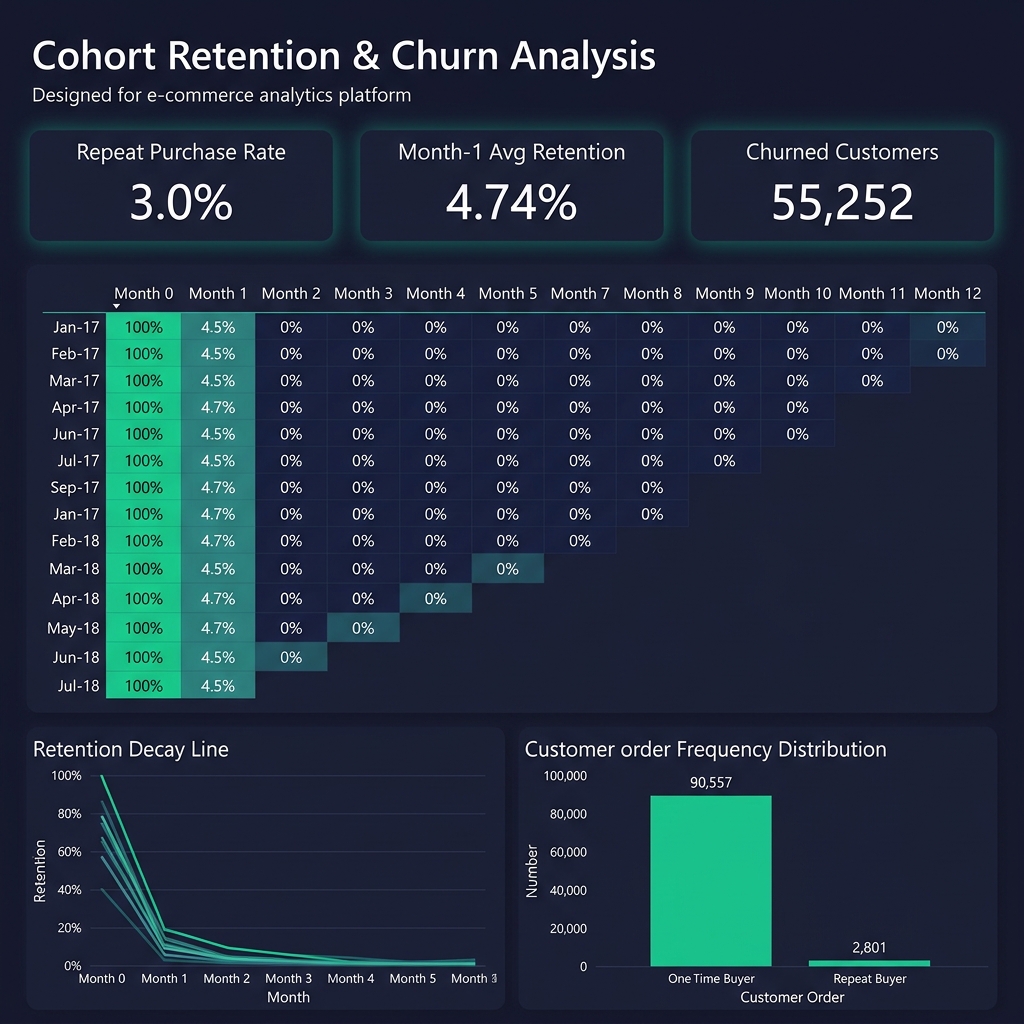 Cohort Retention & Churn Analysis
Designed for e-commerce analytics platform
Repeat Purchase Rate
3.0%
Month-1 Avg Retention
4.74%
Churned Customers
55,252
Month 0 Month 1 Month 2 Month 3 Month 4 Month 5 Month 7 Month 8 Month 9 Month 10 Month 11 Month 12
Jan-17 100% 4.5% 0% 0% 0% 0% 0% 0% 0% 0% 0% 0%
Feb-17 100% 4.5% 0% 0% 0% 0% 0% 0% 0% 0% 0% 0%
Mar-17 100% 4.5% 0% 0% 0% 0% 0% 0% 0% 0% 0%
Apr-17 100% 4.7% 0% 0% 0% 0% 0% 0% 0% 0%
Jun-17 100% 4.5% 0% 0% 0% 0% 0% 0% 0% 0%
Jul-17 100% 4.5% 0% 0% 0% 0% 0% 0% 0%
Sep-17 100% 4.7% 0% 0% 0% 0% 0% 0%
Jan-17 100% 4.7% 0% 0% 0% 0% 0% 0%
Feb-18 100% 4.7% 0% 0% 0% 0% 0%
Mar-18 100% 4.5% 0% 0% 0% 0%
Apr-18 100% 4.7% 0% 0% 0%
May-18 100% 4.7% 0% 0%
Jun-18 100% 4.5% 0%
Jul-18 100% 4.5%
Retention Decay Line
100%
80%
60%
40%
20%
0%
Retention
Month 0 Month 1 Month 2 Month 3 Month 4 Month 5 Month
Month
Customer order Frequency Distribution
100,000
80,000
60,000
40,000
20,000
0
Number
90,557
2,801
One Time Buyer Repeat Buyer
Customer Order